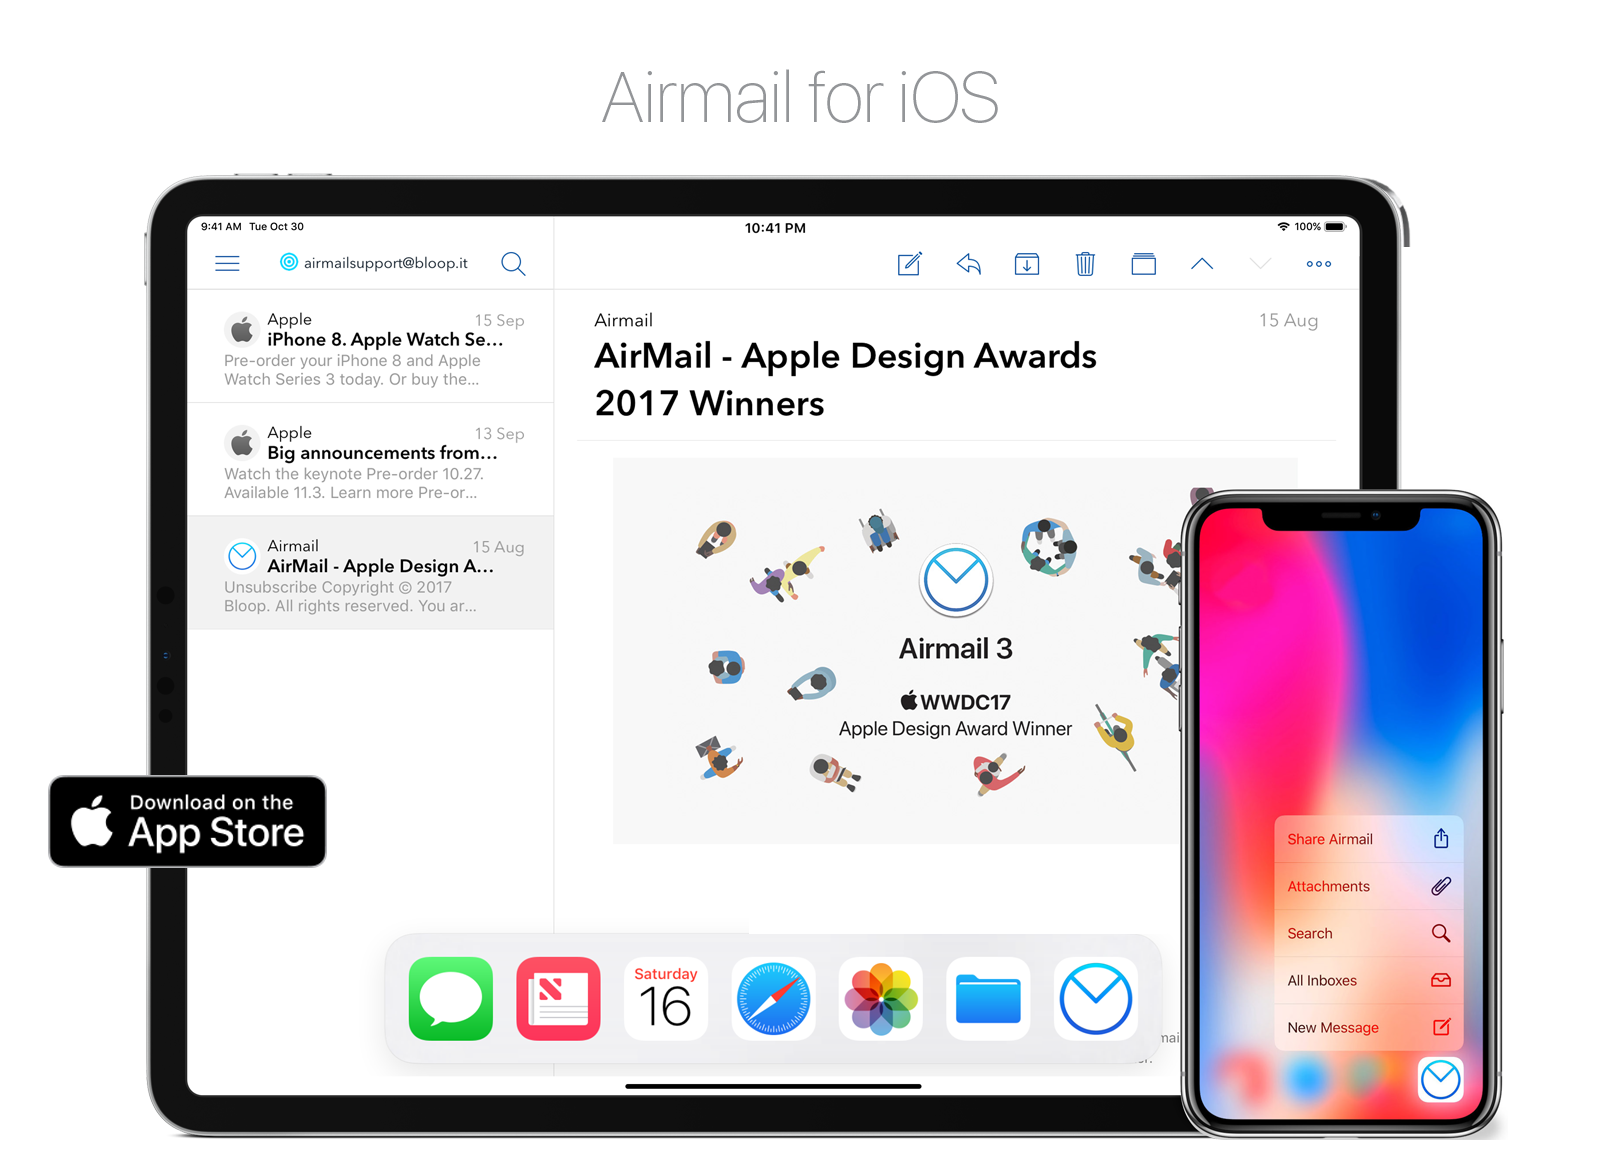 Airmail for iOS
9:41 AM Tue Oct 30
10:41 PM
100%
airmailsupport@bloop.it
Apple
15 Sep
iPhone 8. Apple Watch Se...
Pre-order your iPhone 8 and Apple
Watch Series 3 today. Or buy the...
Apple
13 Sep
Big announcements from...
Watch the keynote Pre-order 10.27.
Available 11.3. Learn more Pre-or...
Airmail
15 Aug
AirMail - Apple Design A...
Unsubscribe Copyright © 2017
Bloop. All rights reserved. You ar...
Airmail
15 Aug
AirMail - Apple Design Awards
2017 Winners
Airmail 3
WWDC17
Apple Design Award Winner
Download on the
App Store
Saturday
16
Share Airmail
Attachments
Search
All Inboxes
New Message